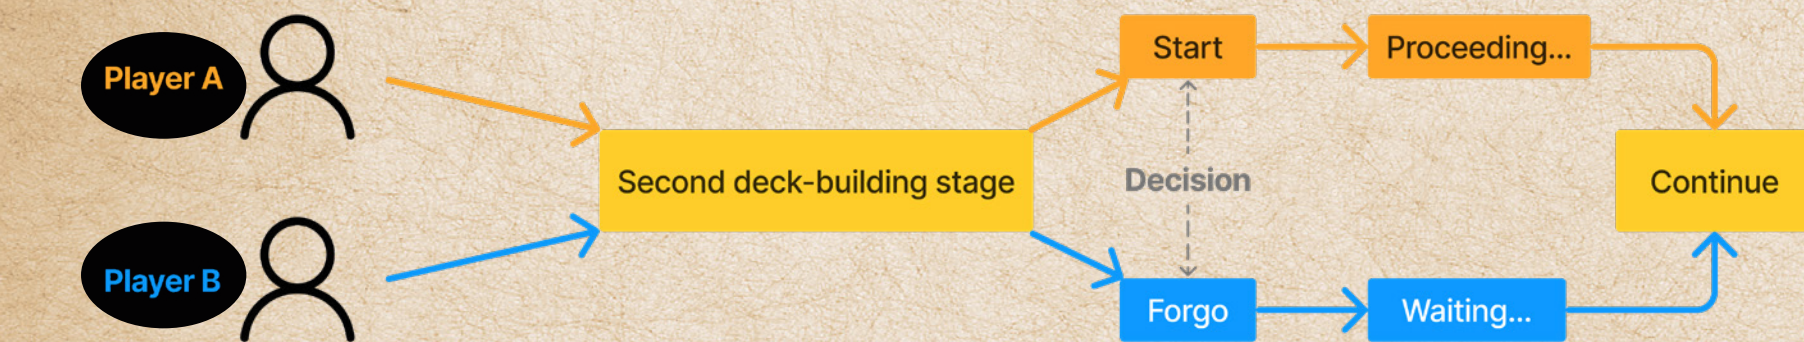 Player A
Start
Proceeding...
Second deck-building stage
Decision
Continue
Player B
Forgo
Waiting...